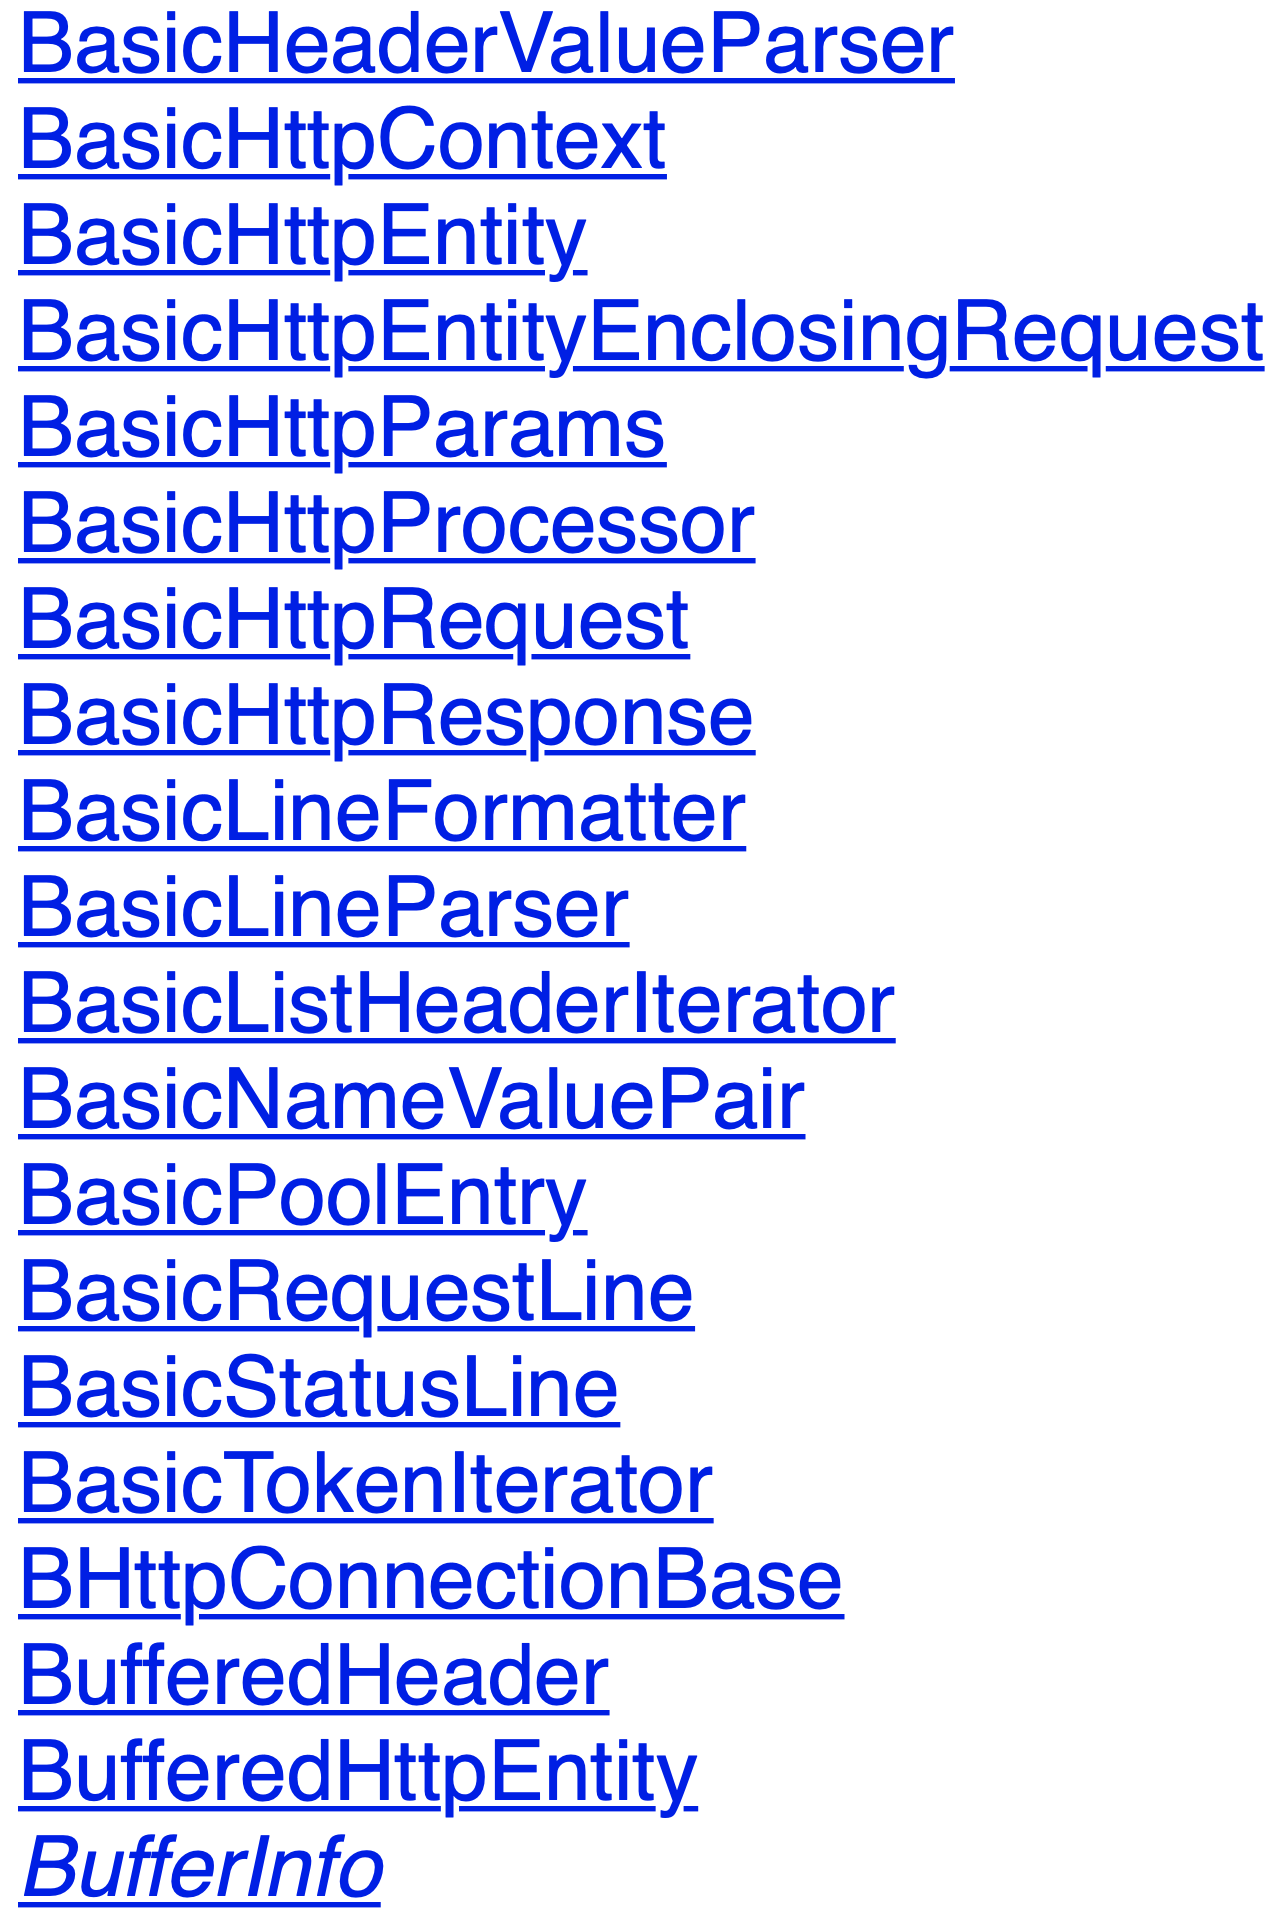 BasicHeaderValueParser
BasicHttpContext
BasicHttpEntity
BasicHttpEntityEnclosingRequest
BasicHttpParams
BasicHttpProcessor
BasicHttpRequest
BasicHttpResponse
BasicLineFormatter
BasicLineParser
BasicListHeaderIterator
BasicNameValuePair
BasicPoolEntry
BasicRequestLine
BasicStatusLine
BasicTokenIterator
BHttpConnectionBase
BufferedHeader
BufferedHttpEntity
BufferInfo